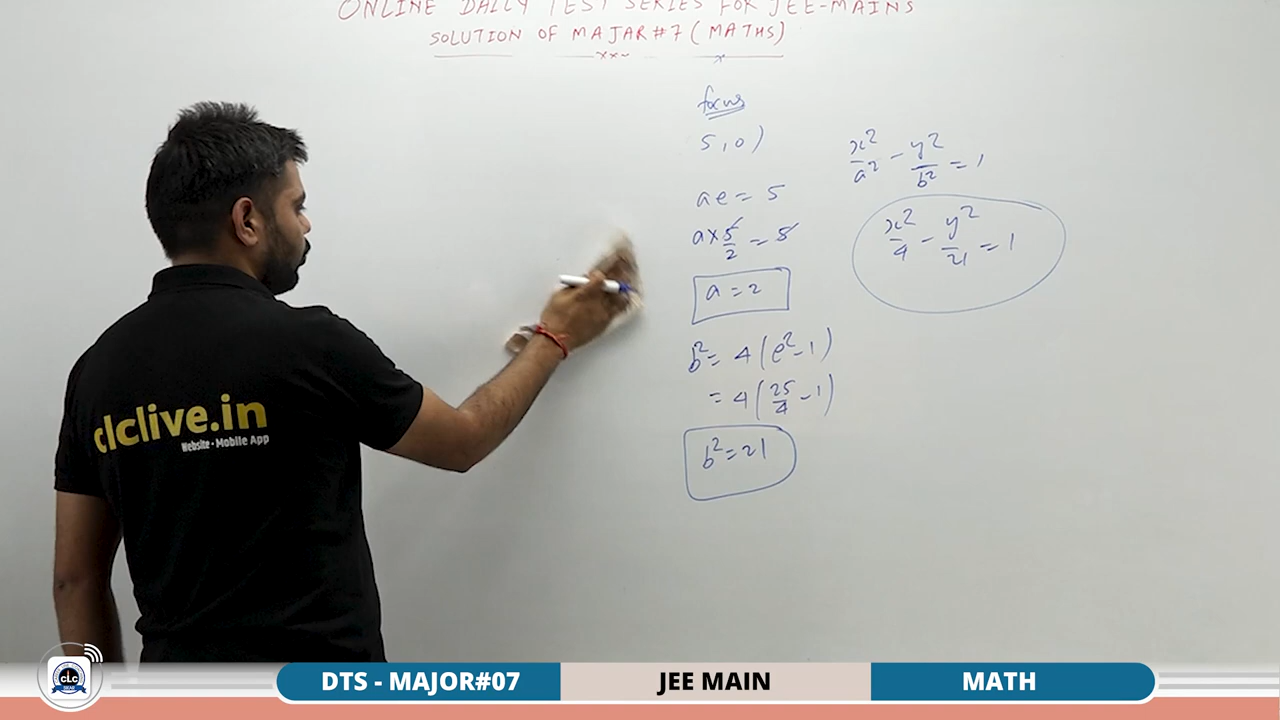 ONLINE DAILY TEST SERIES FOR JEE-MAINS
SOLUTION OF MAJAR#7 (MATHS)
focus
5,0)
ae = 5
a×5/2 = 5
a = 2
b² = 4(e²-1)
= 4(25/4 -1)
b² = 21
x²/a² - y²/b² = 1
x²/4 - y²/21 = 1
clclive.in
Website · Mobile App
CLC
DTS - MAJOR#07
JEE MAIN
MATH